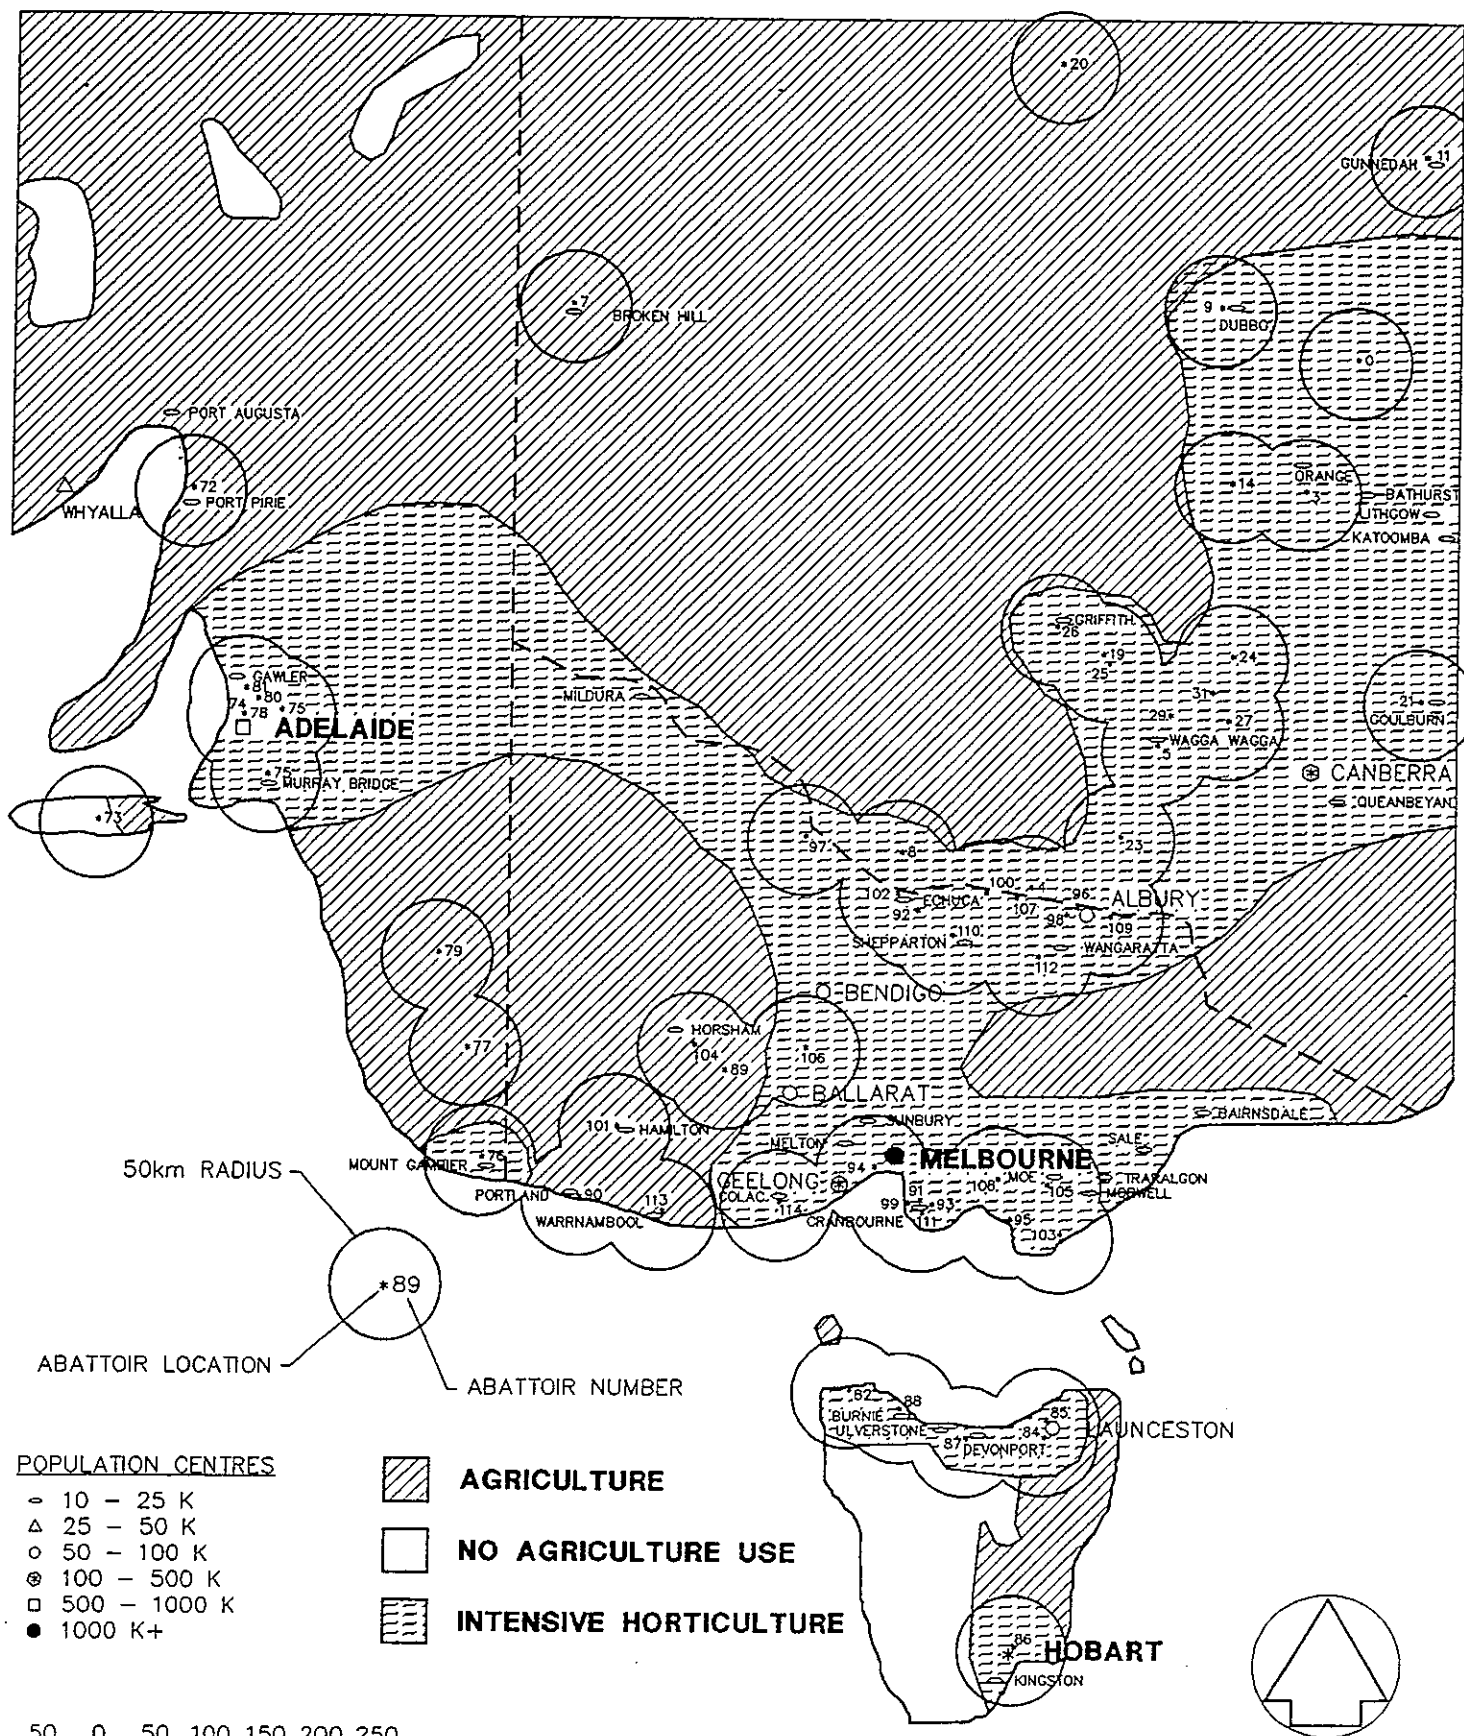 20
11
GUNNEDAH
7
BROKEN HILL
9
DUBBO
0
PORT AUGUSTA
72
PORT PIRIE
WHYALLA
14
ORANGE
3
BATHURST
LITHGOW
KATOOMBA
GRIFFITH
26
19
25
24
31
29
27
WAGGA WAGGA
5
21
GOULBURN
GAWLER
81
80
74
78
75
ADELAIDE
75
MURRAY BRIDGE
MILDURA
CANBERRA
QUEANBEYAN
73
97
8
23
102
ECHUCA
100
4
96
ALBURY
92
107
98
109
SHEPPARTON
110
WANGARATTA
112
79
BENDIGO
HORSHAM
104
89
106
77
BALLARAT
BAIRNSDALE
101
HAMILTON
SUNBURY
MELTON
SALE
MOUNT GAMBIER
76
94
MELBOURNE
GEELONG
MOE
TRARALGON
108
105
MORWELL
PORTLAND
90
COLAC
91
113
114
99
93
WARRNAMBOOL
CRANBOURNE
111
95
103
50km RADIUS
89
ABATTOIR LOCATION
ABATTOIR NUMBER
82
88
BURNIE
85
ULVERSTONE
84
LAUNCESTON
87
DEVONPORT
POPULATION CENTRES
10 – 25 K
25 – 50 K
50 – 100 K
100 – 500 K
500 – 1000 K
1000 K+
AGRICULTURE
NO AGRICULTURE USE
INTENSIVE HORTICULTURE
86
HOBART
KINGSTON
50 0 50 100 150 200 250